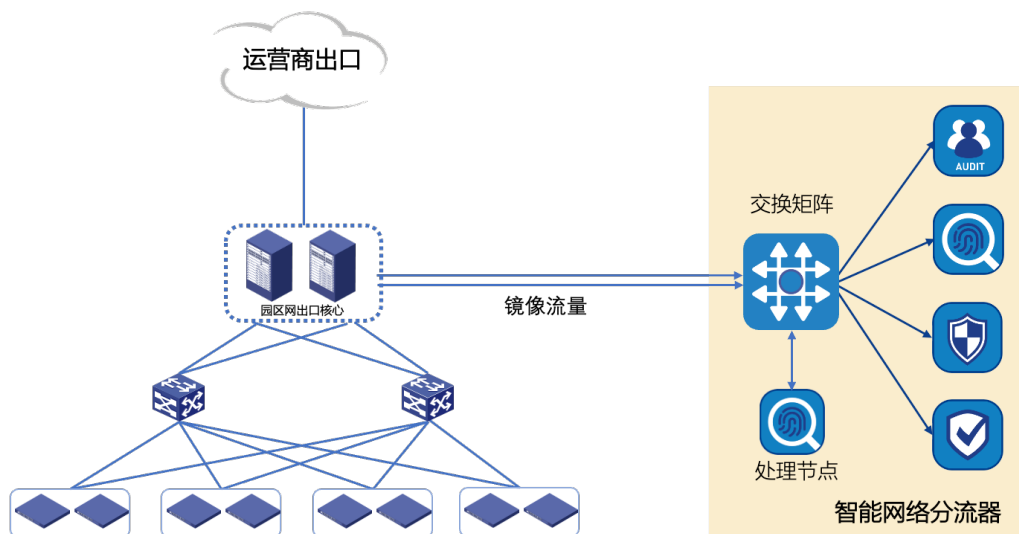 运营商出口
园区网出口核心
镜像流量
交换矩阵
AUDIT
处理节点
智能网络分流器